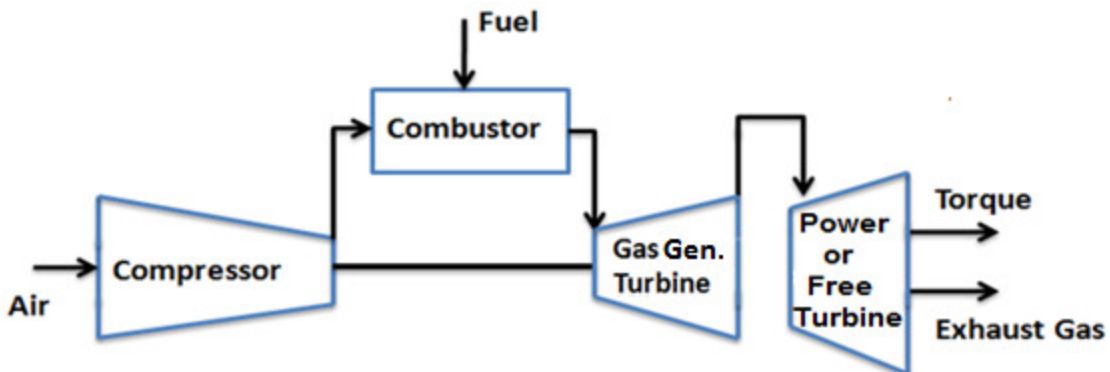 Fuel
Combustor
Compressor
Air
Gas Gen.
Turbine
Power
or
Free
Turbine
Torque
Exhaust Gas